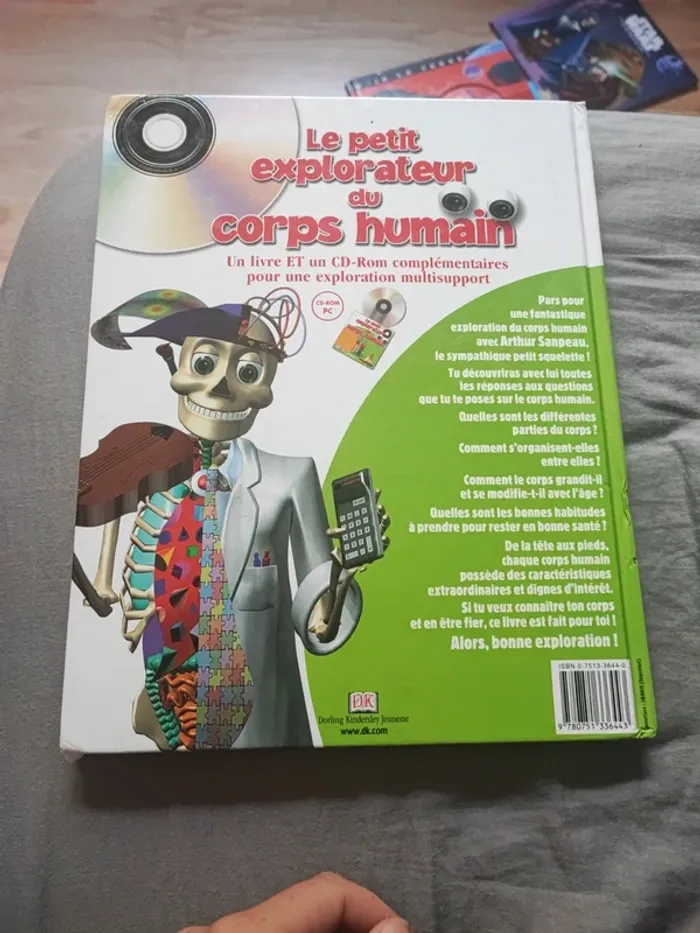 Le petit
explorateur
du
corps humain
Un livre ET un CD-Rom complémentaires
pour une exploration multisupport
CD-ROM
PC
Pars pour
une fantastique
exploration du corps humain
avec Arthur Sanpeau,
le sympathique petit squelette !
Tu découvriras avec lui toutes
les réponses aux questions
que tu te poses sur le corps humain.
Quelles sont les différentes
parties du corps ?
Comment s'organisent-elles
entre elles ?
Comment le corps grandit-il
et se modifie-t-il avec l'âge ?
Quelles sont les bonnes habitudes
à prendre pour rester en bonne santé ?
De la tête aux pieds,
chaque corps humain
possède des caractéristiques
extraordinaires et dignes d'intérêt.
Si tu veux connaître ton corps
et en être fier, ce livre est fait pour toi !
Alors, bonne exploration !
ISBN 0-7513-3644-0
9 780751 336443
DK
Dorling Kindersley Jeunesse
www.dk.com
STAR
WARS